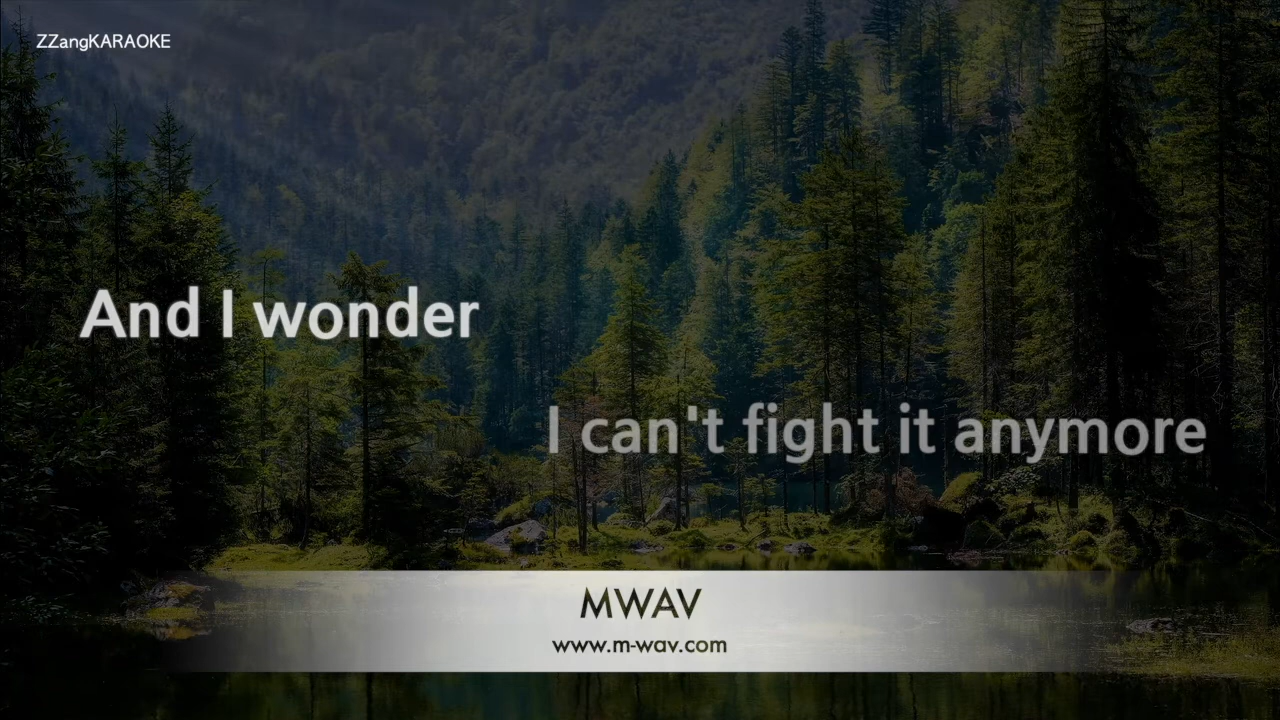 ZZangKARAOKE
And I wonder
I can't fight it anymore
MWAV
www.m-wav.com